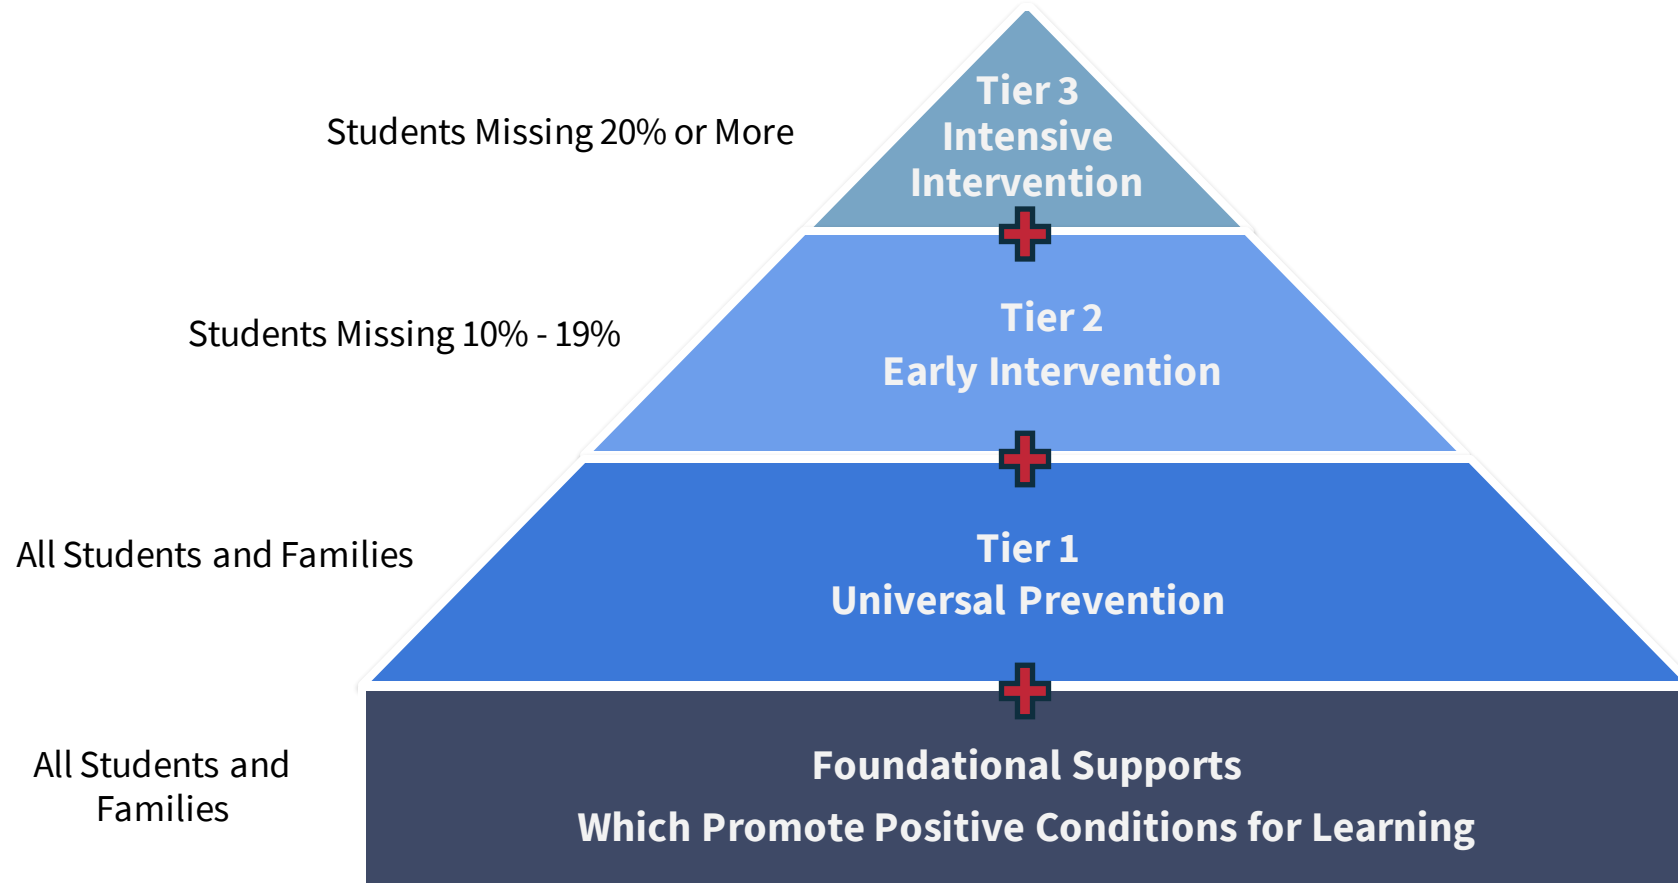 Students Missing 20% or More
Tier 3
Intensive
Intervention
Students Missing 10% - 19%
Tier 2
Early Intervention
All Students and Families
Tier 1
Universal Prevention
All Students and
Families
Foundational Supports
Which Promote Positive Conditions for Learning